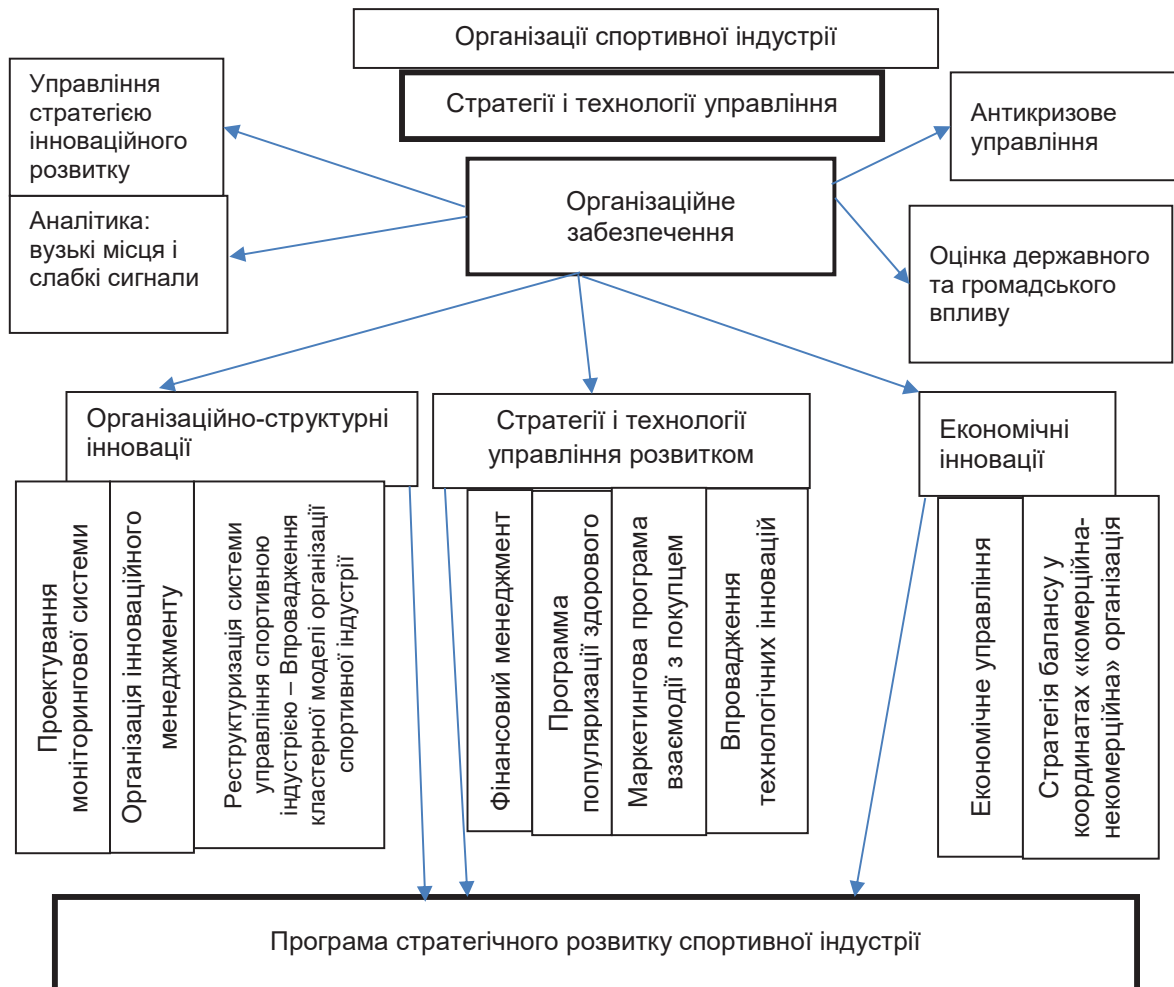 Організації спортивної індустрії
Стратегії і технології управління
Управління
стратегією
інноваційного
розвитку
Аналітика:
вузькі місця і
слабкі сигнали
Організаційне
забезпечення
Антикризове
управління
Оцінка державного
та громадського
впливу
Організаційно-структурні
інновації
Стратегії і технології
управління розвитком
Економічні
інновації
Проектування
моніторингової системи
Організація інноваційного
менеджменту
Реструктуризація системи
управління спортивною
індустрією – Впровадження
кластерної моделі організації
спортивної індустрії
Фінансовий менеджмент
Программа
популяризації здорового
Маркетингова програма
взаємодії з покупцем
Впровадження
технологічних інновацій
Економічне управління
Стратегія балансу у
координатах «комерційна-
некомерційна» організація
Програма стратегічного розвитку спортивної індустрії